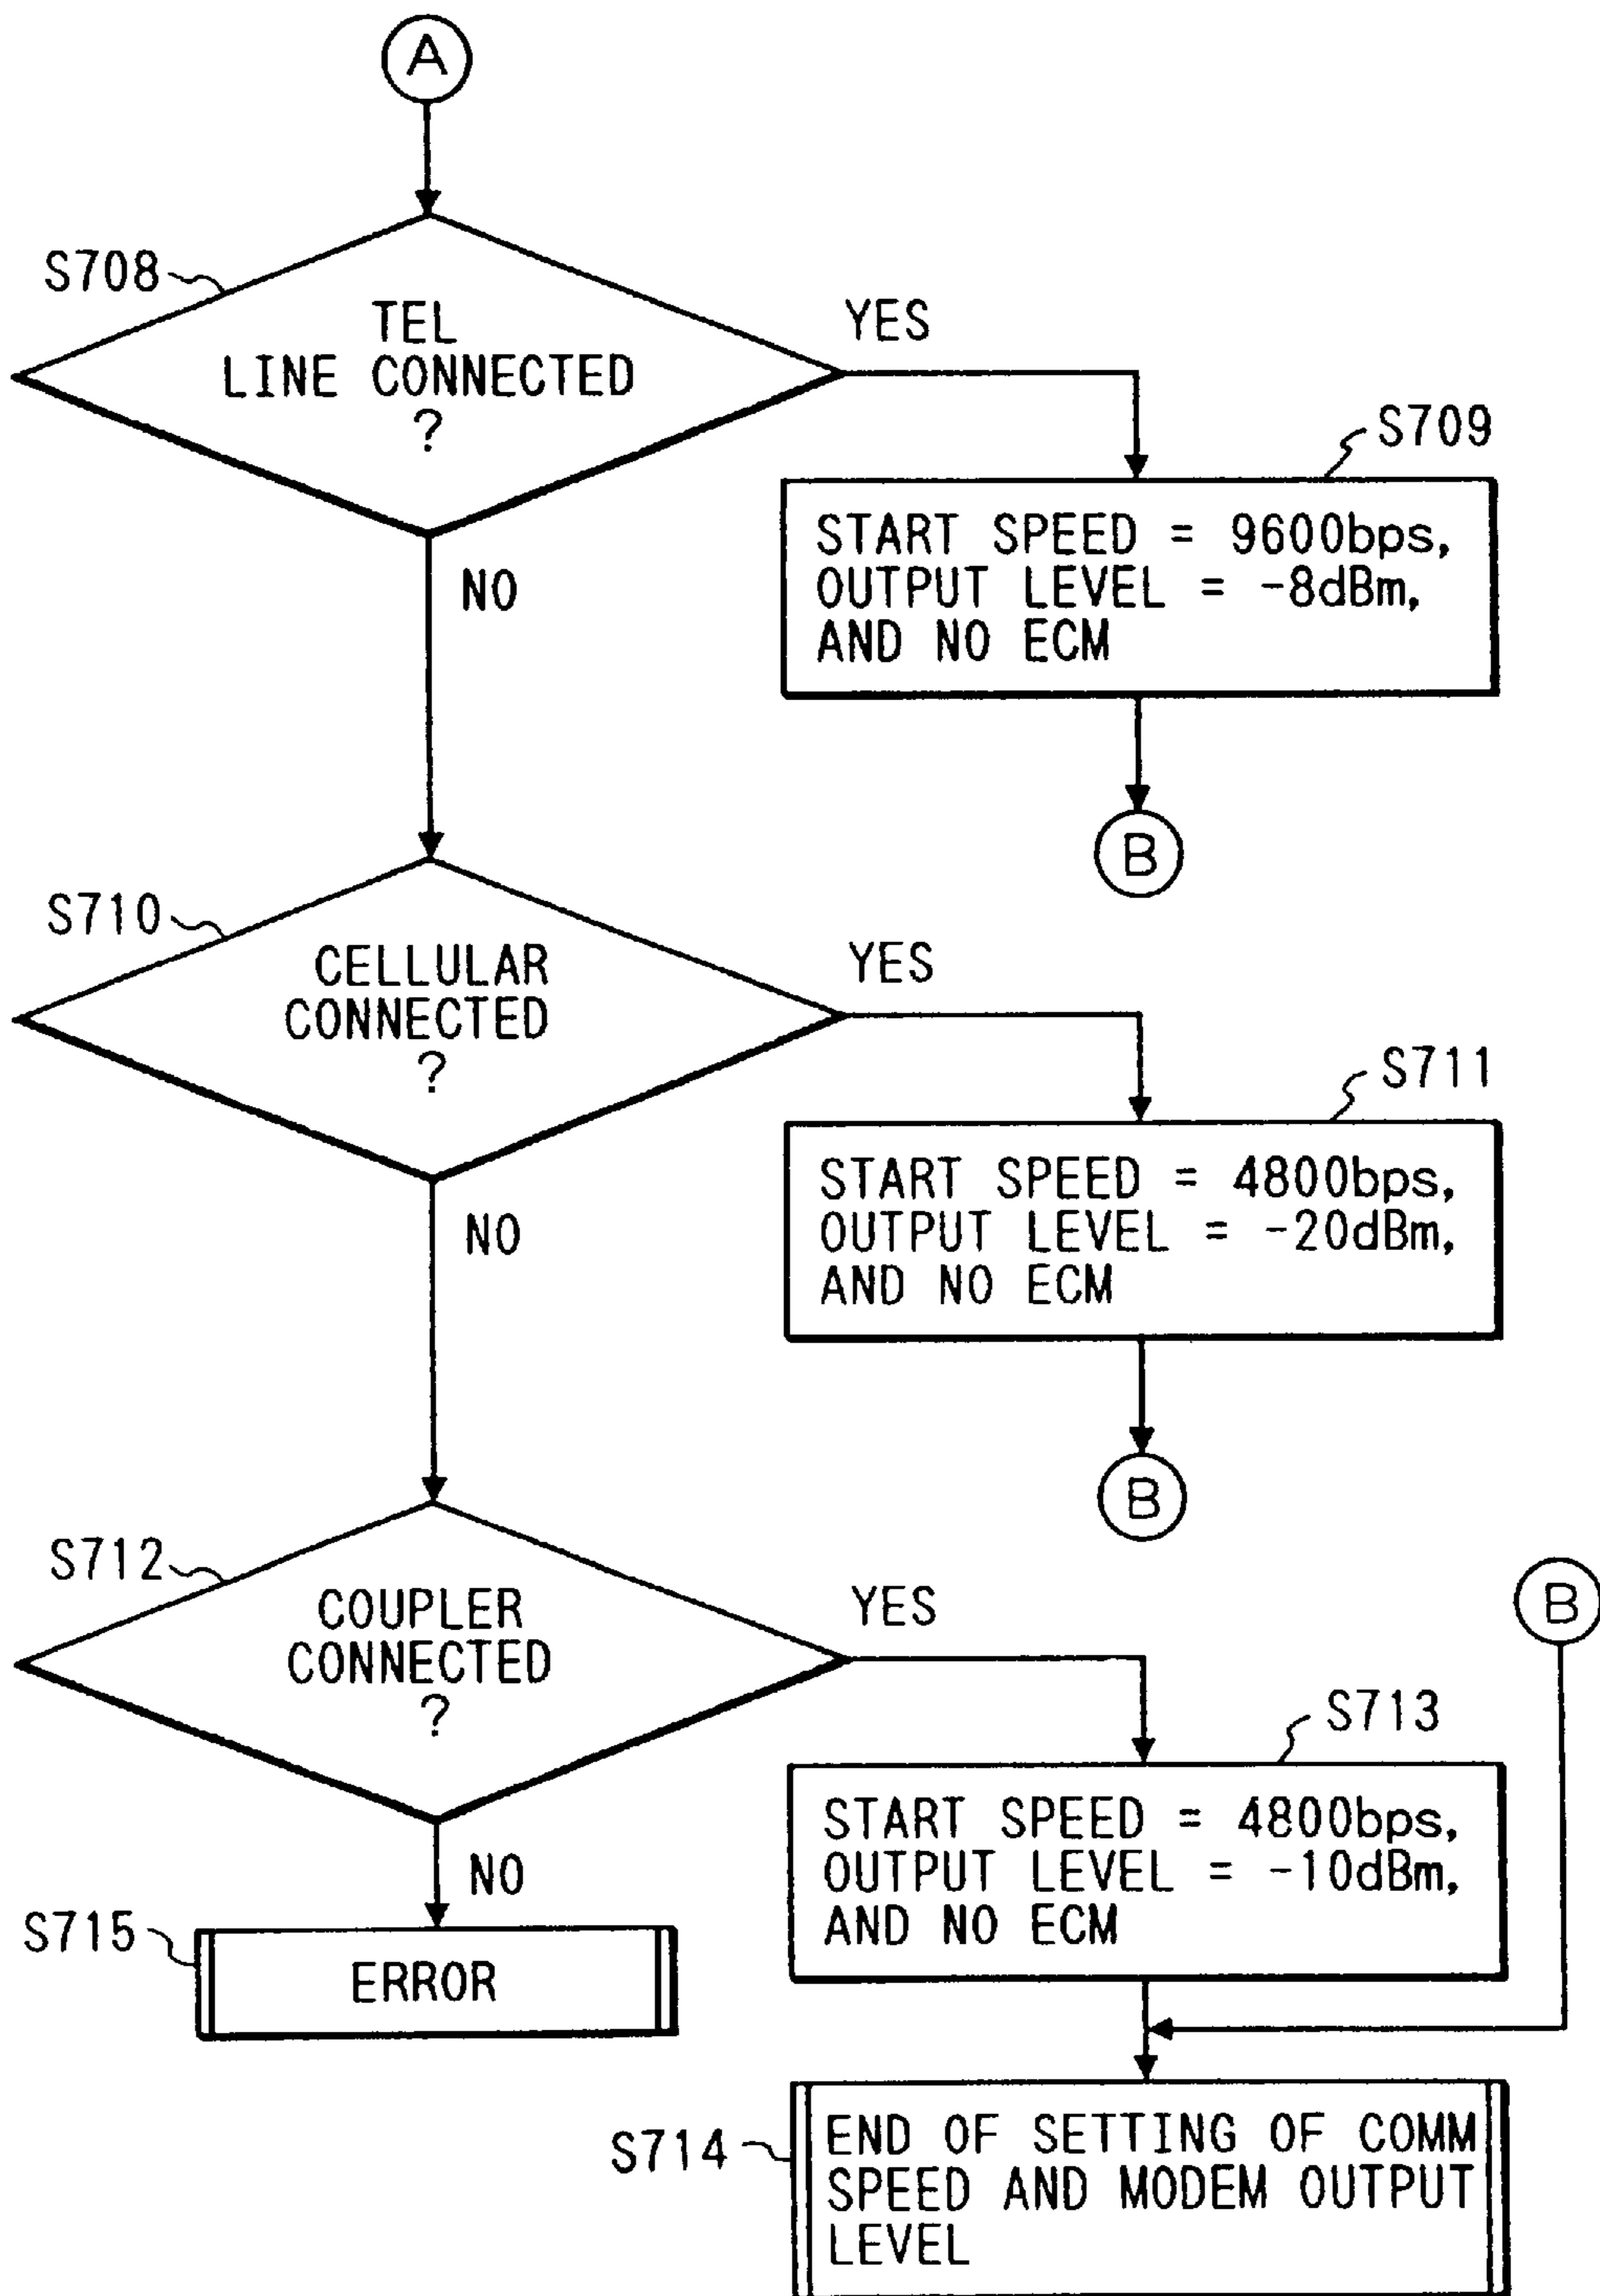 A
S708
TEL
LINE CONNECTED
?
YES
NO
S709
START SPEED = 9600bps,
OUTPUT LEVEL = -8dBm,
AND NO ECM
B
S710
CELLULAR
CONNECTED
?
YES
NO
S711
START SPEED = 4800bps,
OUTPUT LEVEL = -20dBm,
AND NO ECM
B
S712
COUPLER
CONNECTED
?
YES
NO
B
S713
START SPEED = 4800bps,
OUTPUT LEVEL = -10dBm,
AND NO ECM
S715
ERROR
S714
END OF SETTING OF COMM
SPEED AND MODEM OUTPUT
LEVEL